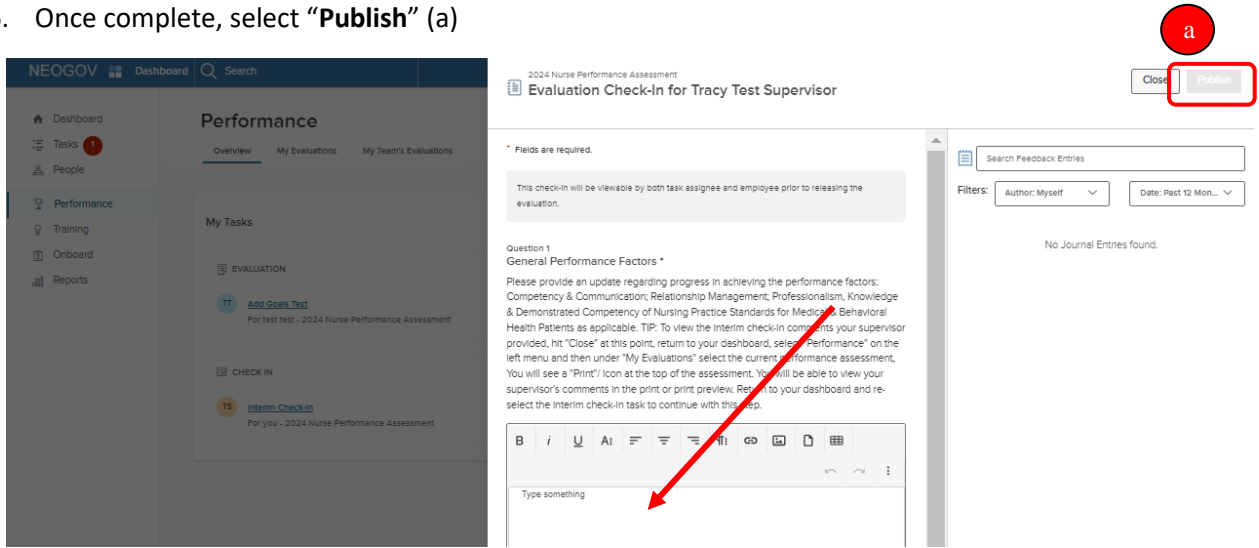 . Once complete, select “Publish” (a)
a
NEOGOV Dashboard Search
2024 Nurse Performance Assessment
Evaluation Check-In for Tracy Test Supervisor
Close Publish
Dashboard
Tasks 1
People
Performance
Training
Onboard
Reports
Performance
Overview My Evaluations My Team's Evaluations
My Tasks
EVALUATION
TT Add Goals Test
For test test - 2024 Nurse Performance Assessment
CHECK IN
TS Interim Check-In
For you - 2024 Nurse Performance Assessment
* Fields are required.
This check-in will be viewable by both task assignee and employee prior to releasing the
evaluation.
Question 1
General Performance Factors *
Please provide an update regarding progress in achieving the performance factors:
Competency & Communication; Relationship Management; Professionalism, Knowledge
& Demonstrated Competency of Nursing Practice Standards for Medical & Behavioral
Health Patients as applicable. TIP: To view the interim check-in comments your supervisor
provided, hit "Close" at this point, return to your dashboard, select "Performance" on the
left menu and then under "My Evaluations" select the current performance assessment,
You will see a "Print"/ icon at the top of the assessment. You will be able to view your
supervisor's comments in the print or print preview. Return to your dashboard and re-
select the interim check-in task to continue with this step.
B i U
Type something
Search Feedback Entries
Filters: Author: Myself Date: Past 12 Mon...
No Journal Entries found.